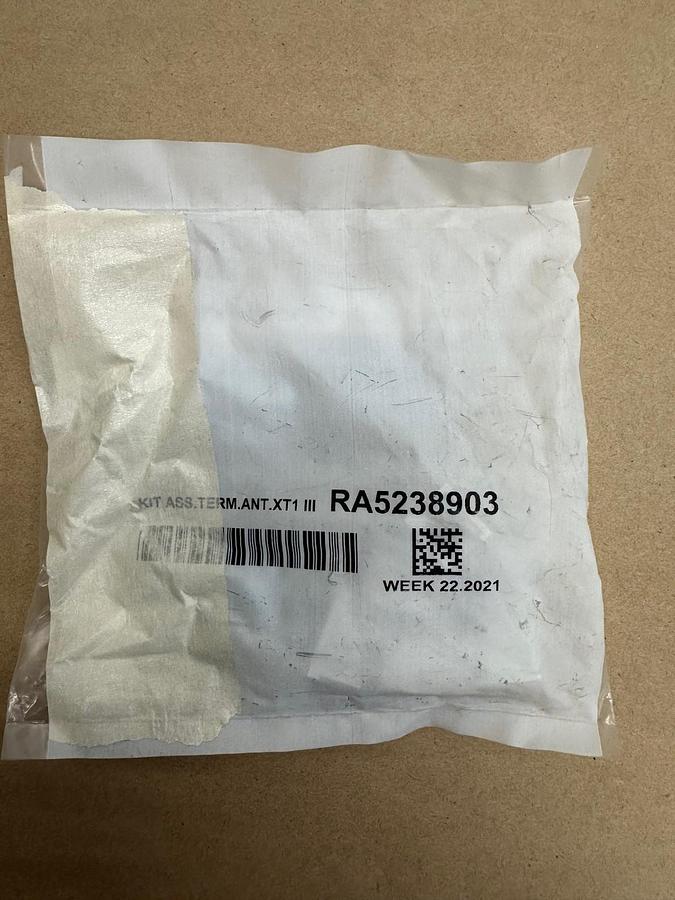 KIT ASS.TERM.ANT.XT1 III RA5238903
WEEK 22.2021